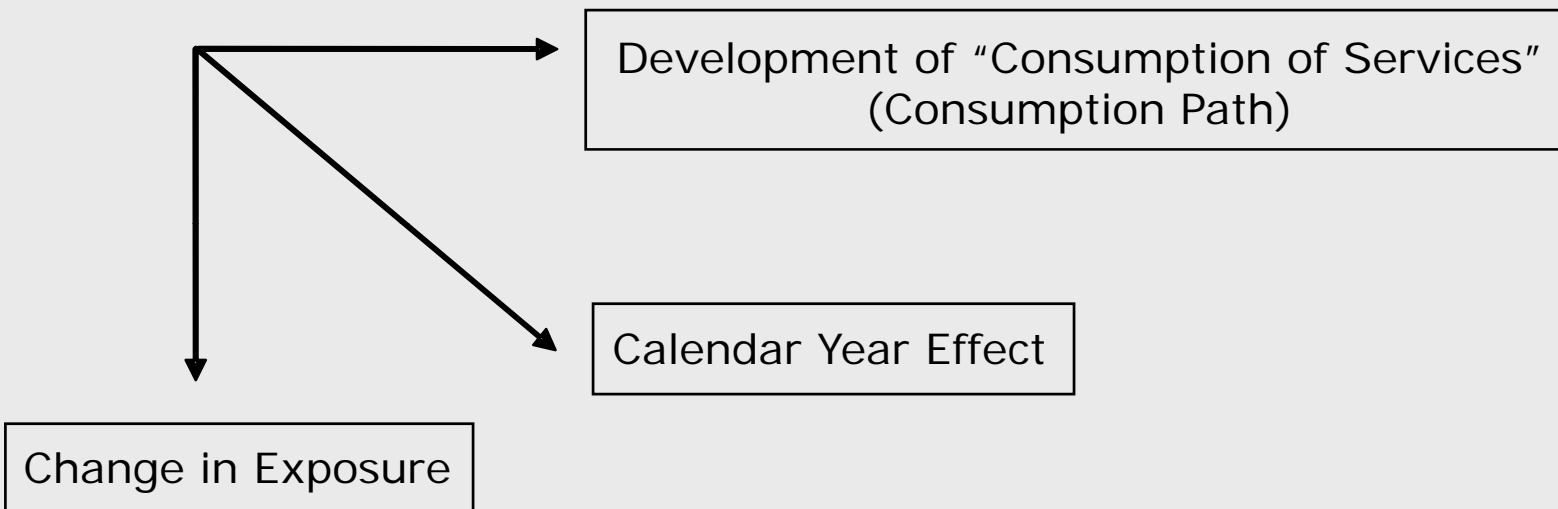 Development of “Consumption of Services”
(Consumption Path)
Calendar Year Effect
Change in Exposure